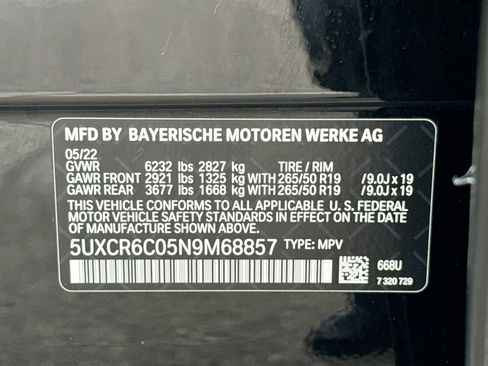 MFD BY BAYERISCHE MOTOREN WERKE AG
05/22
GVWR 6232 lbs 2827 kg TIRE / RIM
GAWR FRONT 2921 lbs 1325 kg WITH 265/50 R19 /9.0J x 19
GAWR REAR 3677 lbs 1668 kg WITH 265/50 R19 /9.0J x 19
THIS VEHICLE CONFORMS TO ALL APPLICABLE U. S. FEDERAL
MOTOR VEHICLE SAFETY STANDARDS IN EFFECT ON THE
DATE OF MANUFACTURE SHOWN ABOVE.
5UXCR6C05N9M68857 TYPE: MPV
668U
7 320 729